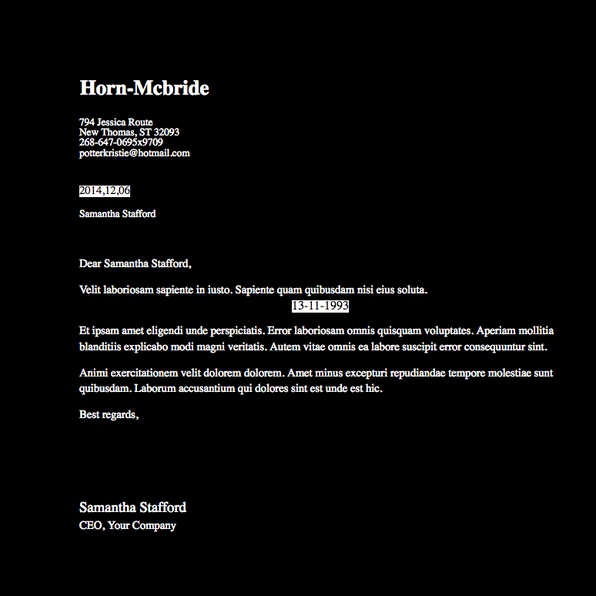 Horn-Mcbride
794 Jessica Route
New Thomas, ST 32093
268-647-0695x9709
potterkristie@hotmail.com
2014,12,06
Samantha Stafford
Dear Samantha Stafford,
Velit laboriosam sapiente in iusto. Sapiente quam quibusdam nisi eius soluta.
13-11-1993
Et ipsam amet eligendi unde perspiciatis. Error laboriosam omnis quisquam voluptates. Aperiam mollitia
blanditiis explicabo modi magni veritatis. Autem vitae omnis ea labore suscipit error consequuntur sint.
Animi exercitationem velit dolorem dolorem. Amet minus excepturi repudiandae tempore molestiae sunt
quibusdam. Laborum accusantium qui dolores sint est unde est hic.
Best regards,
Samantha Stafford
CEO, Your Company